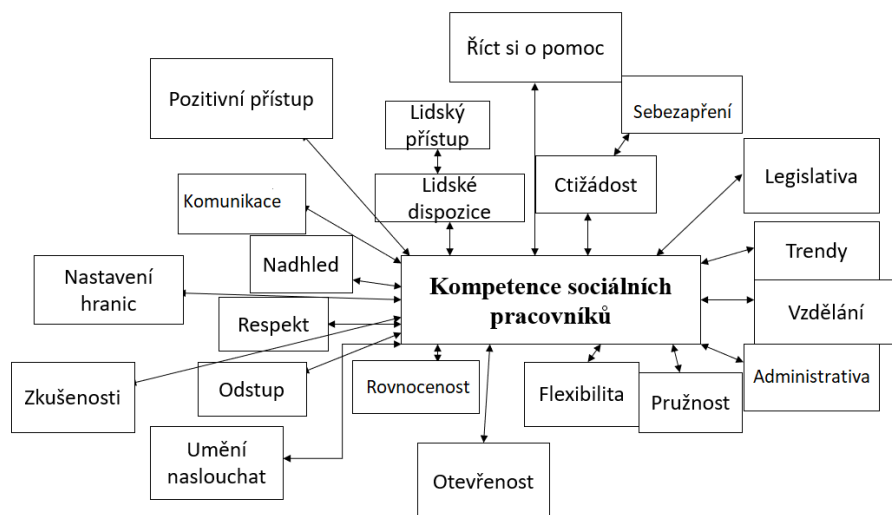 Říct si o pomoc
Pozitivní přístup
Sebezapření
Lidský
přístup
Legislativa
Ctižádost
Komunikace
Lidské
dispozice
Trendy
Nadhled
Nastavení
hranic
Kompetence sociálních
pracovníků
Vzdělání
Respekt
Administrativa
Rovnocenost
Zkušenosti
Odstup
Flexibilita
Pružnost
Umění
naslouchat
Otevřenost